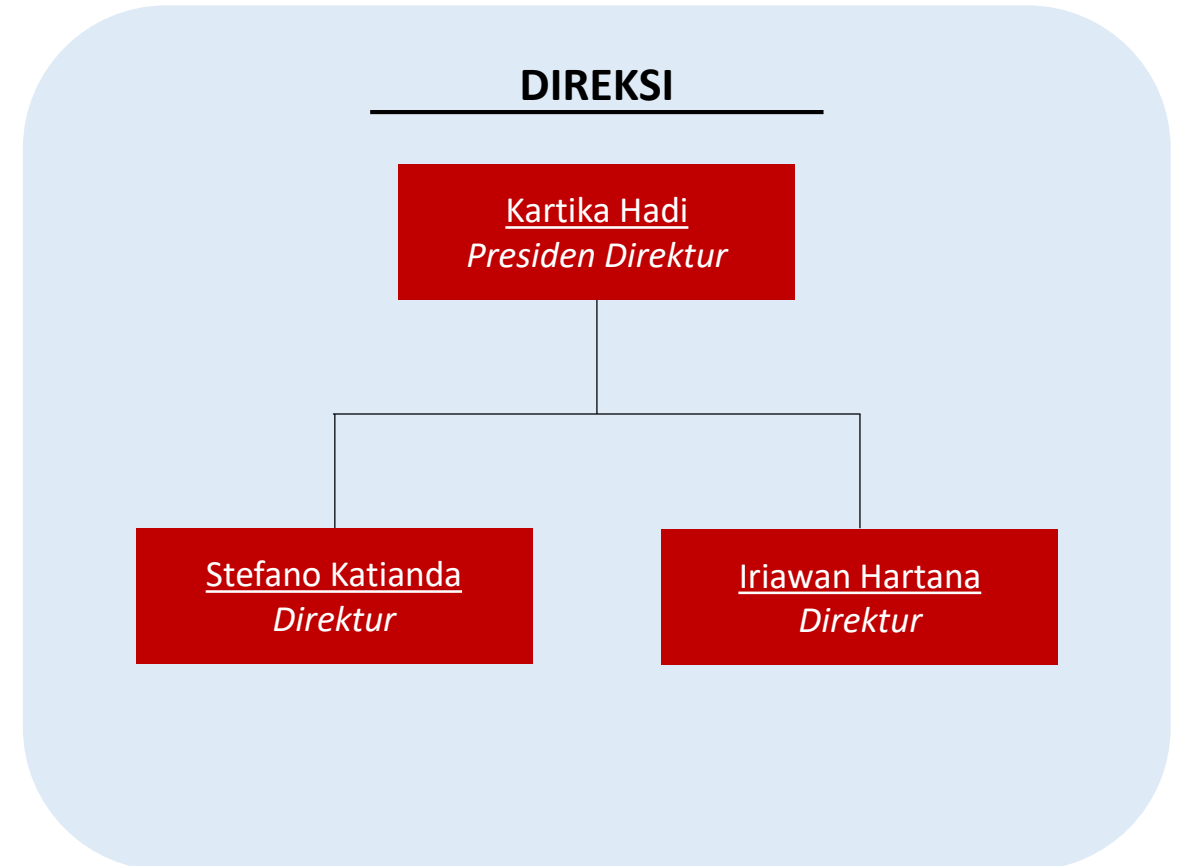 DIREKSI
Kartika Hadi
Presiden Direktur
Stefano Katianda
Direktur
Iriawan Hartana
Direktur